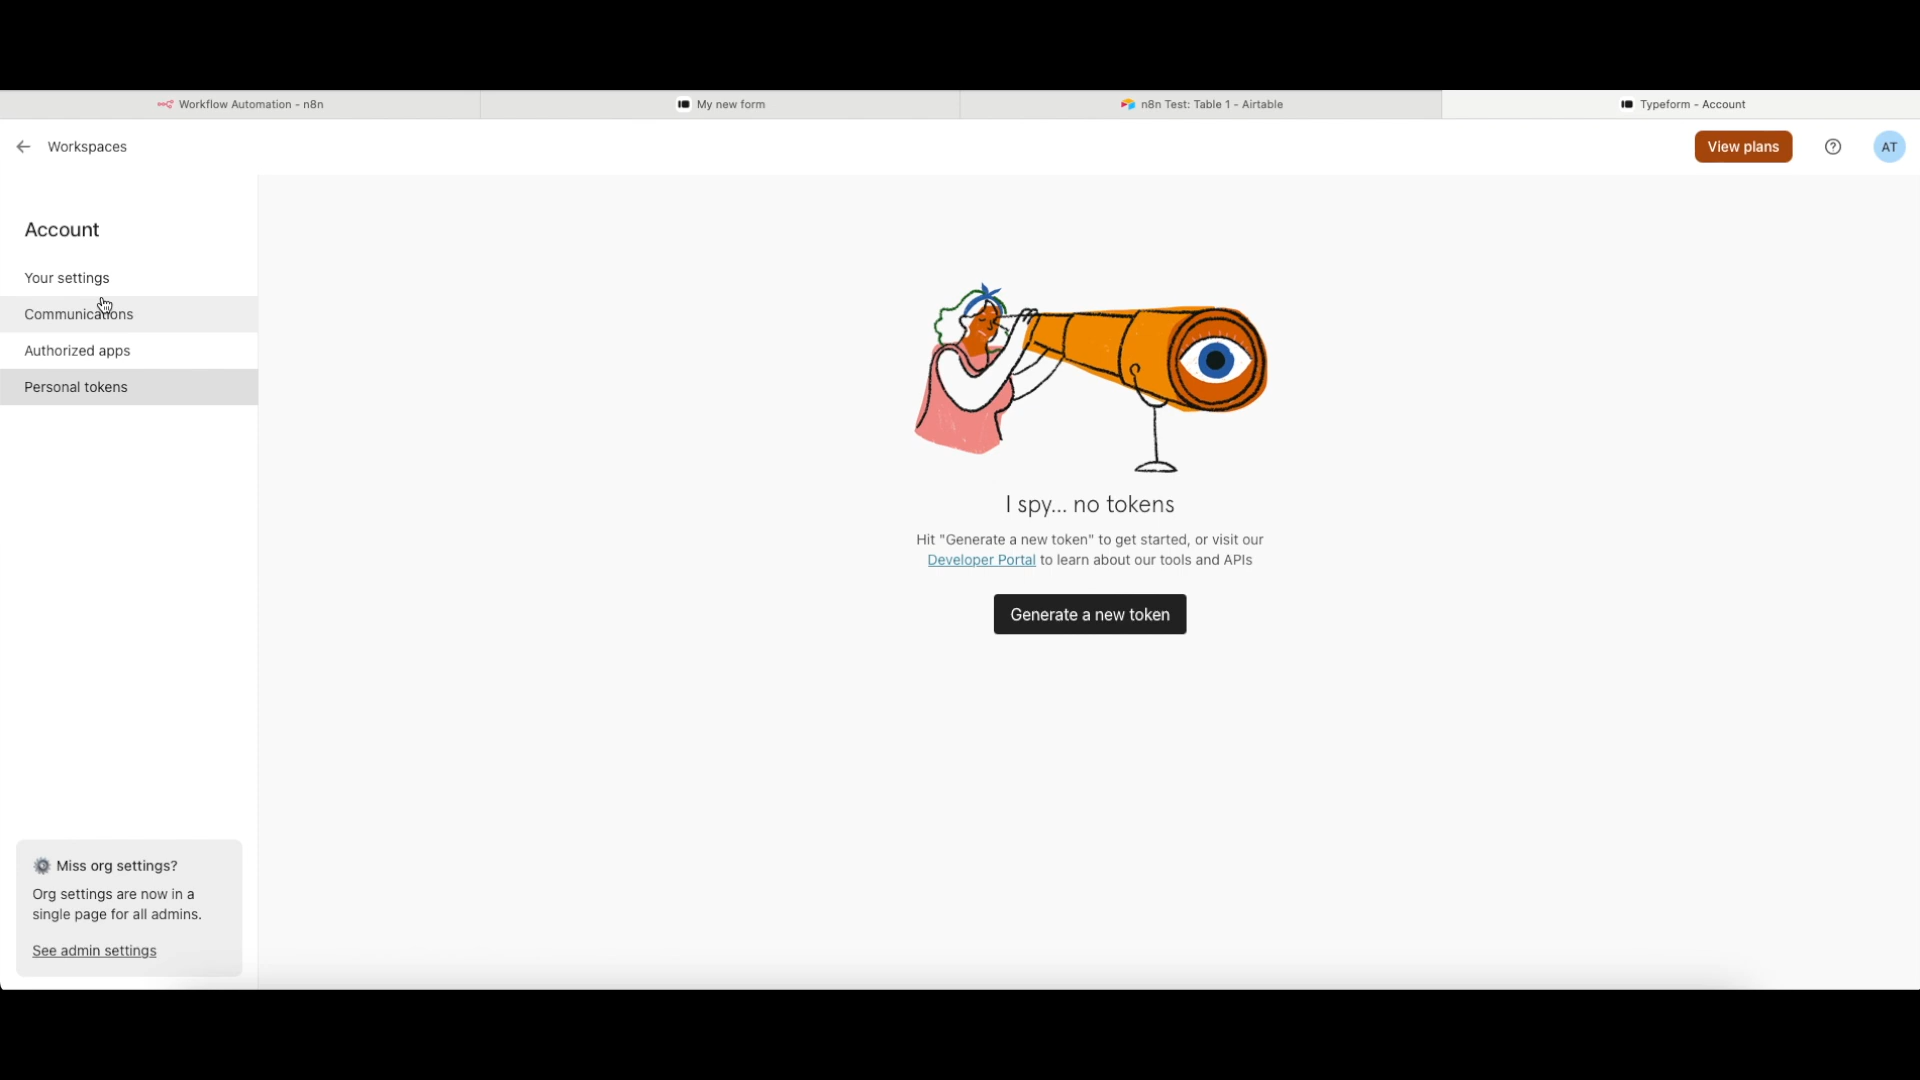 Workflow Automation - n8n
My new form
n8n Test: Table 1 - Airtable
Typeform - Account
Workspaces
View plans
?
AT
Account
Your settings
Communications
Authorized apps
Personal tokens
I spy... no tokens
Hit "Generate a new token" to get started, or visit our
Developer Portal to learn about our tools and APIs
Generate a new token
Miss org settings?
Org settings are now in a
single page for all admins.
See admin settings